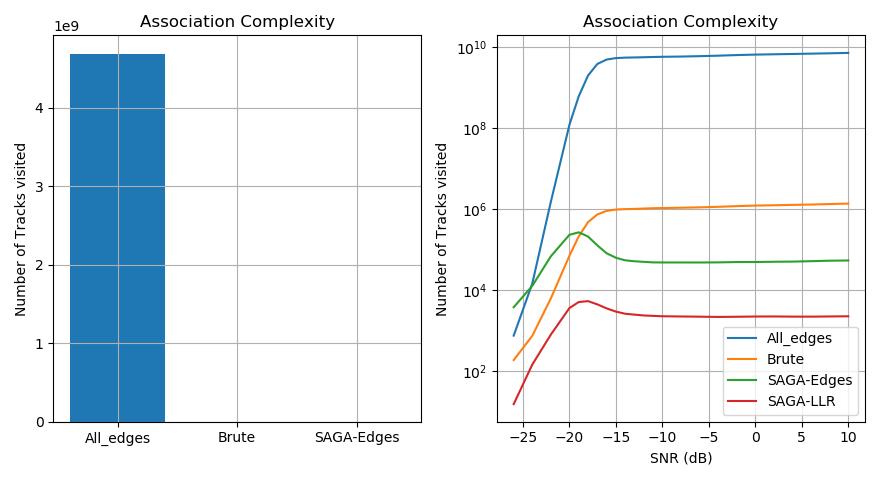 Association Complexity
1e9
Number of Tracks visited
4
3
2
1
0
All_edges
Brute
SAGA-Edges
Association Complexity
Number of Tracks visited
10^10
10^8
10^6
10^4
10^2
All_edges
Brute
SAGA-Edges
SAGA-LLR
−25 −20 −15 −10 −5 0 5 10
SNR (dB)